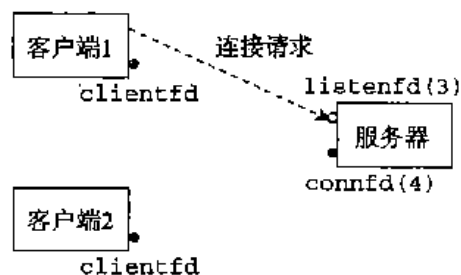 客户端1
连接请求
clientfd
listenfd(3)
服务器
connfd(4)
客户端2
clientfd